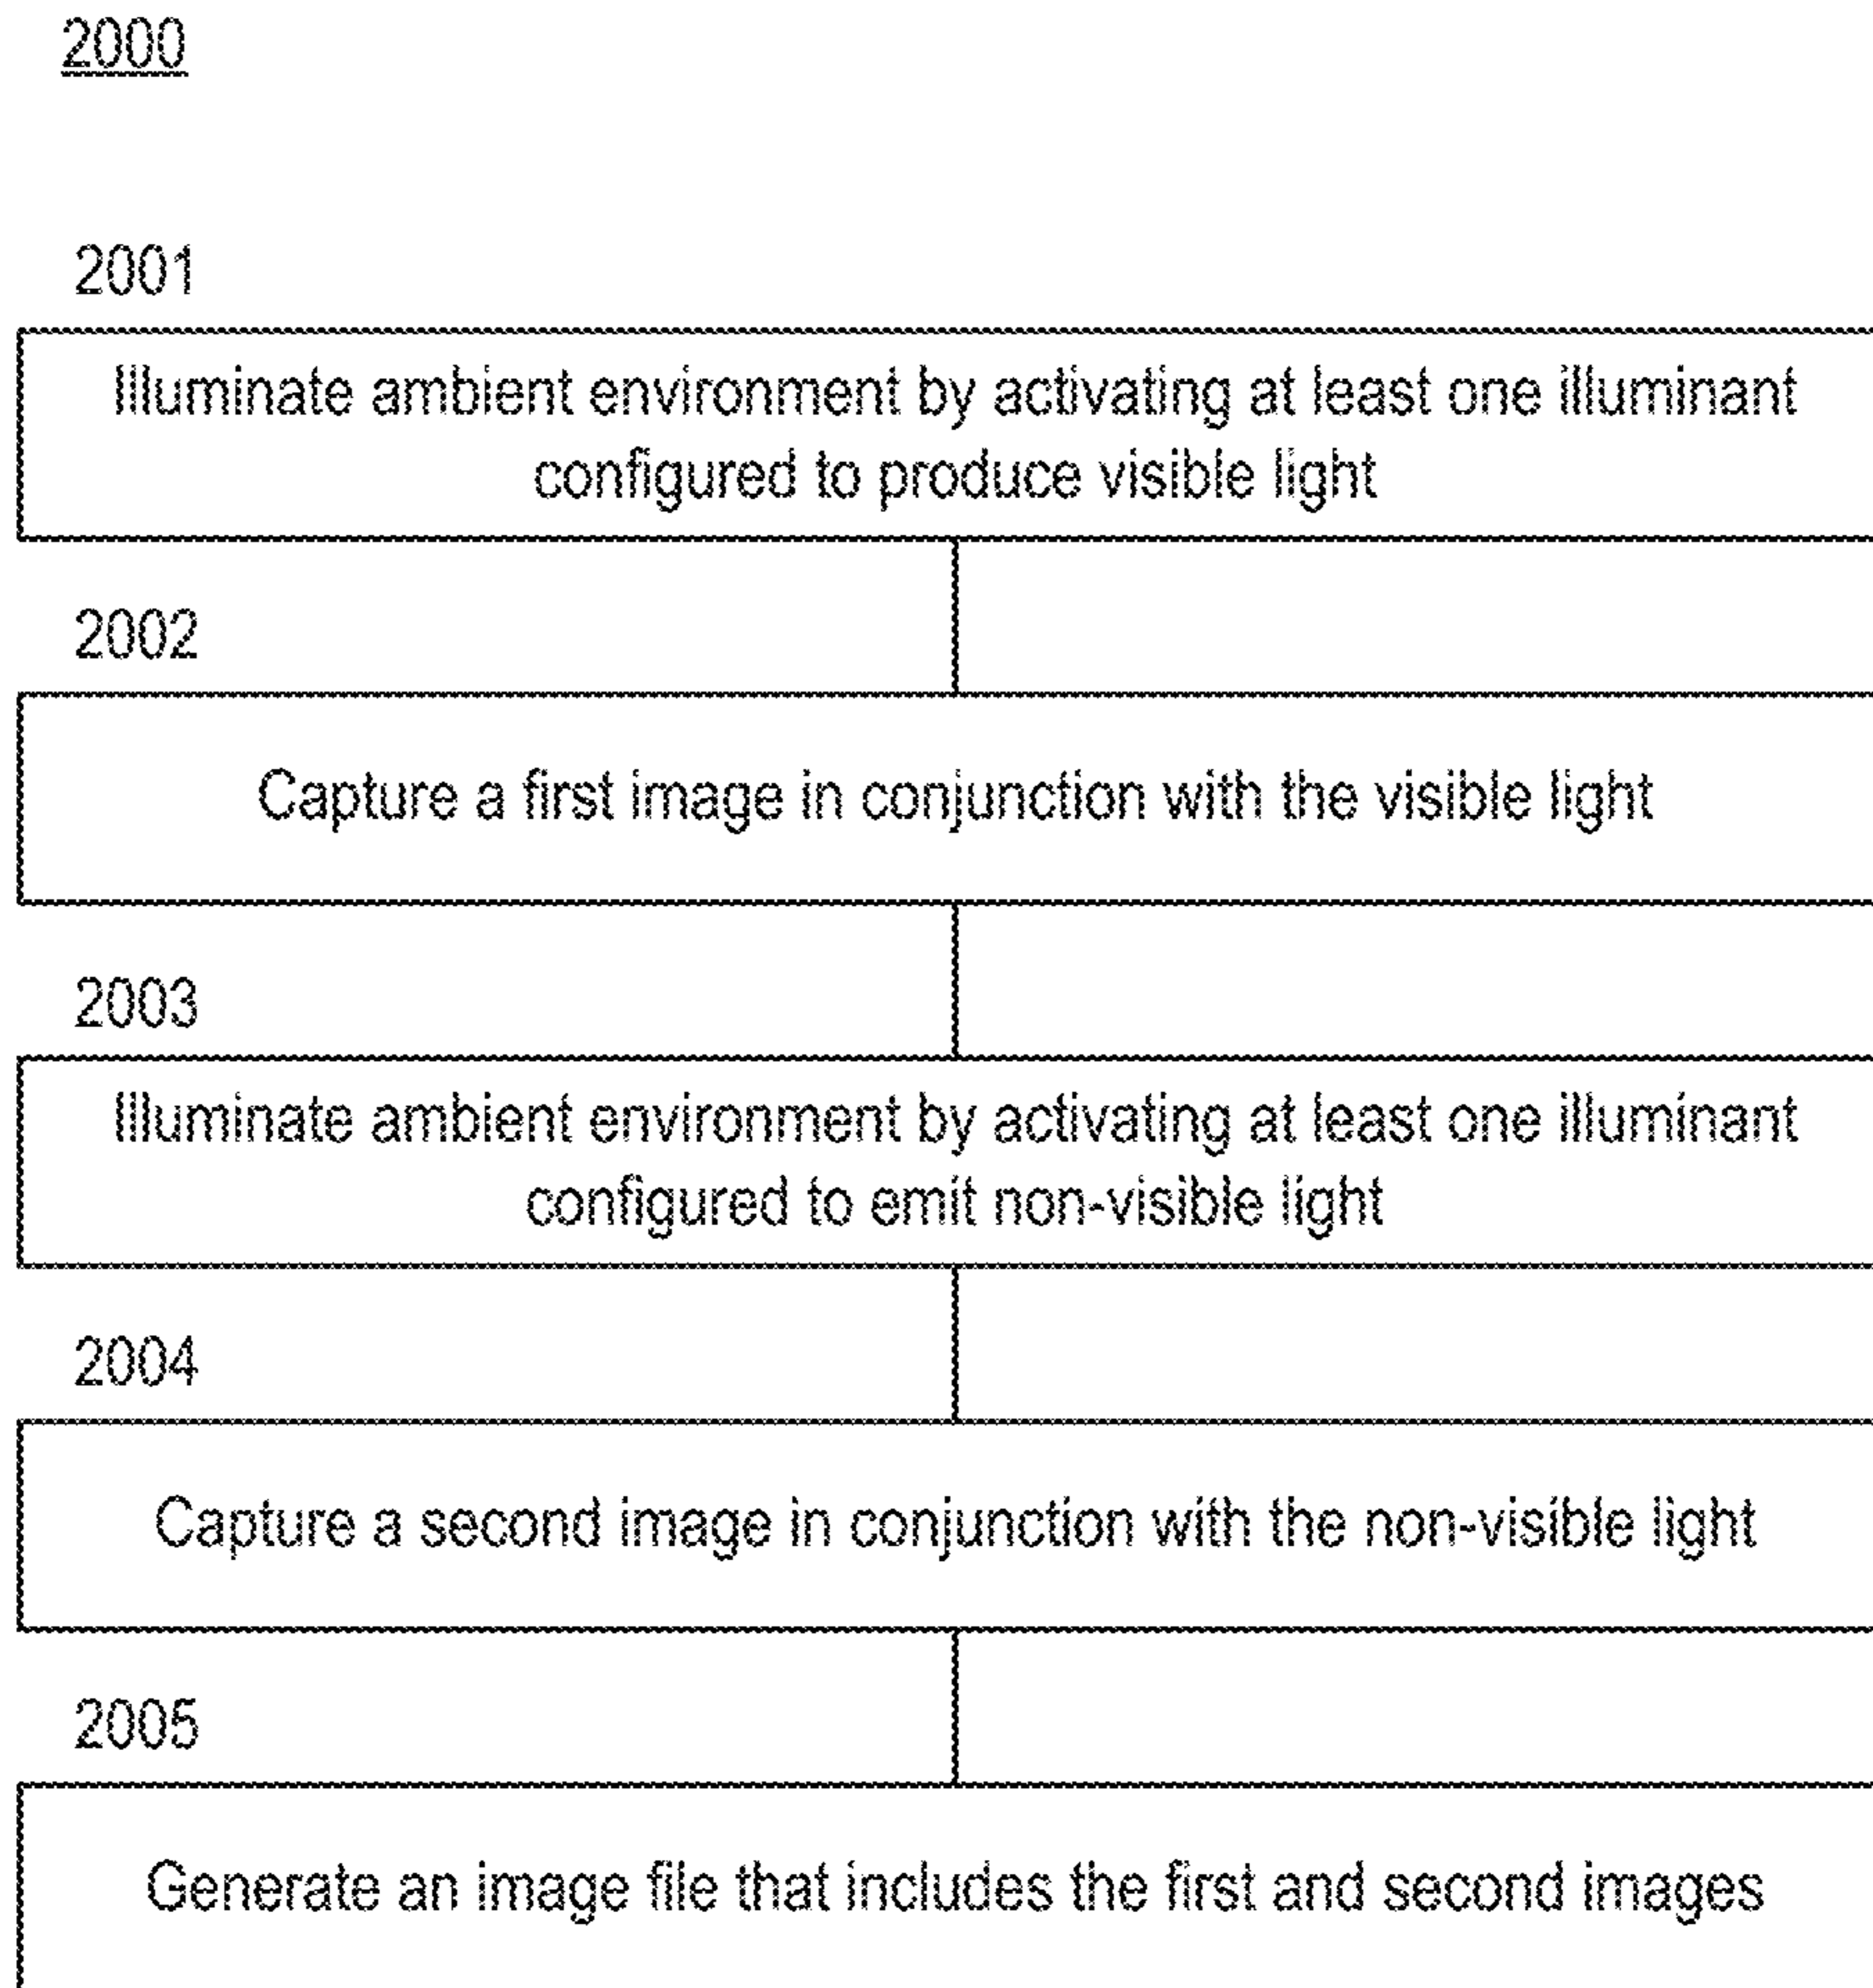 2000
2001
Illuminate ambient environment by activating at least one illuminant
configured to produce visible light
2002
Capture a first image in conjunction with the visible light
2003
Illuminate ambient environment by activating at least one illuminant
configured to emit non-visible light
2004
Capture a second image in conjunction with the non-visible light
2005
Generate an image file that includes the first and second images